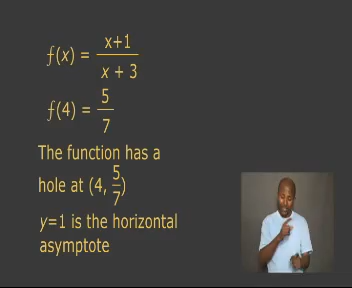 f(x) = x+1 / x + 3
f(4) = 5 / 7
The function has a
hole at (4, 5/7)
y=1 is the horizontal
asymptote